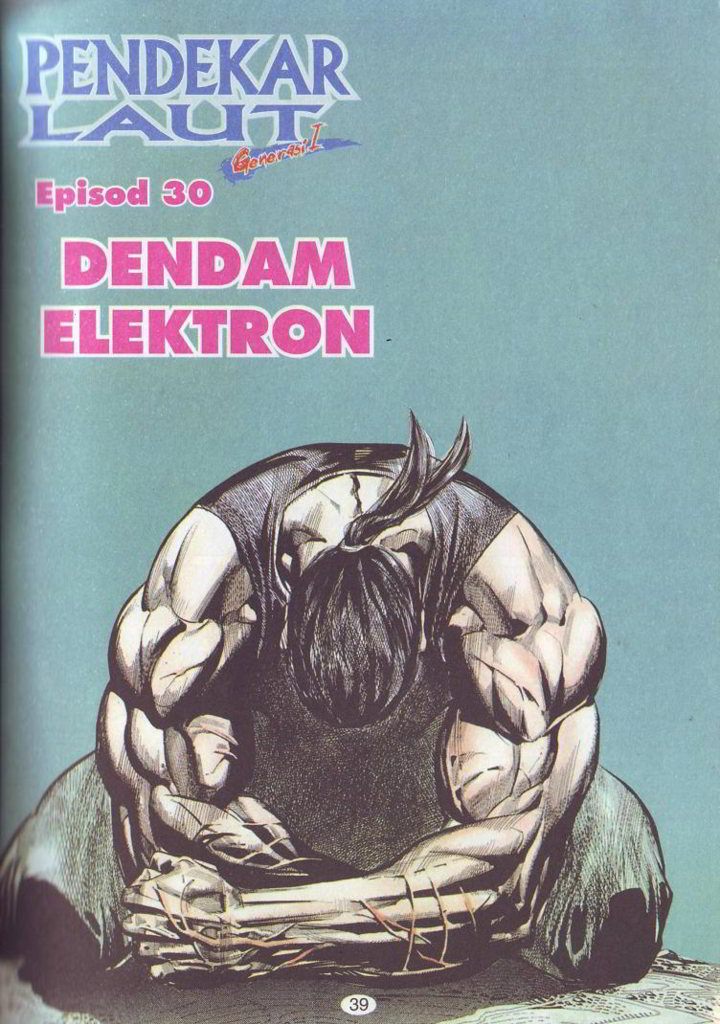 PENDEKAR
LAUT
Generasi I
Episod 30
DENDAM
ELEKTRON
39